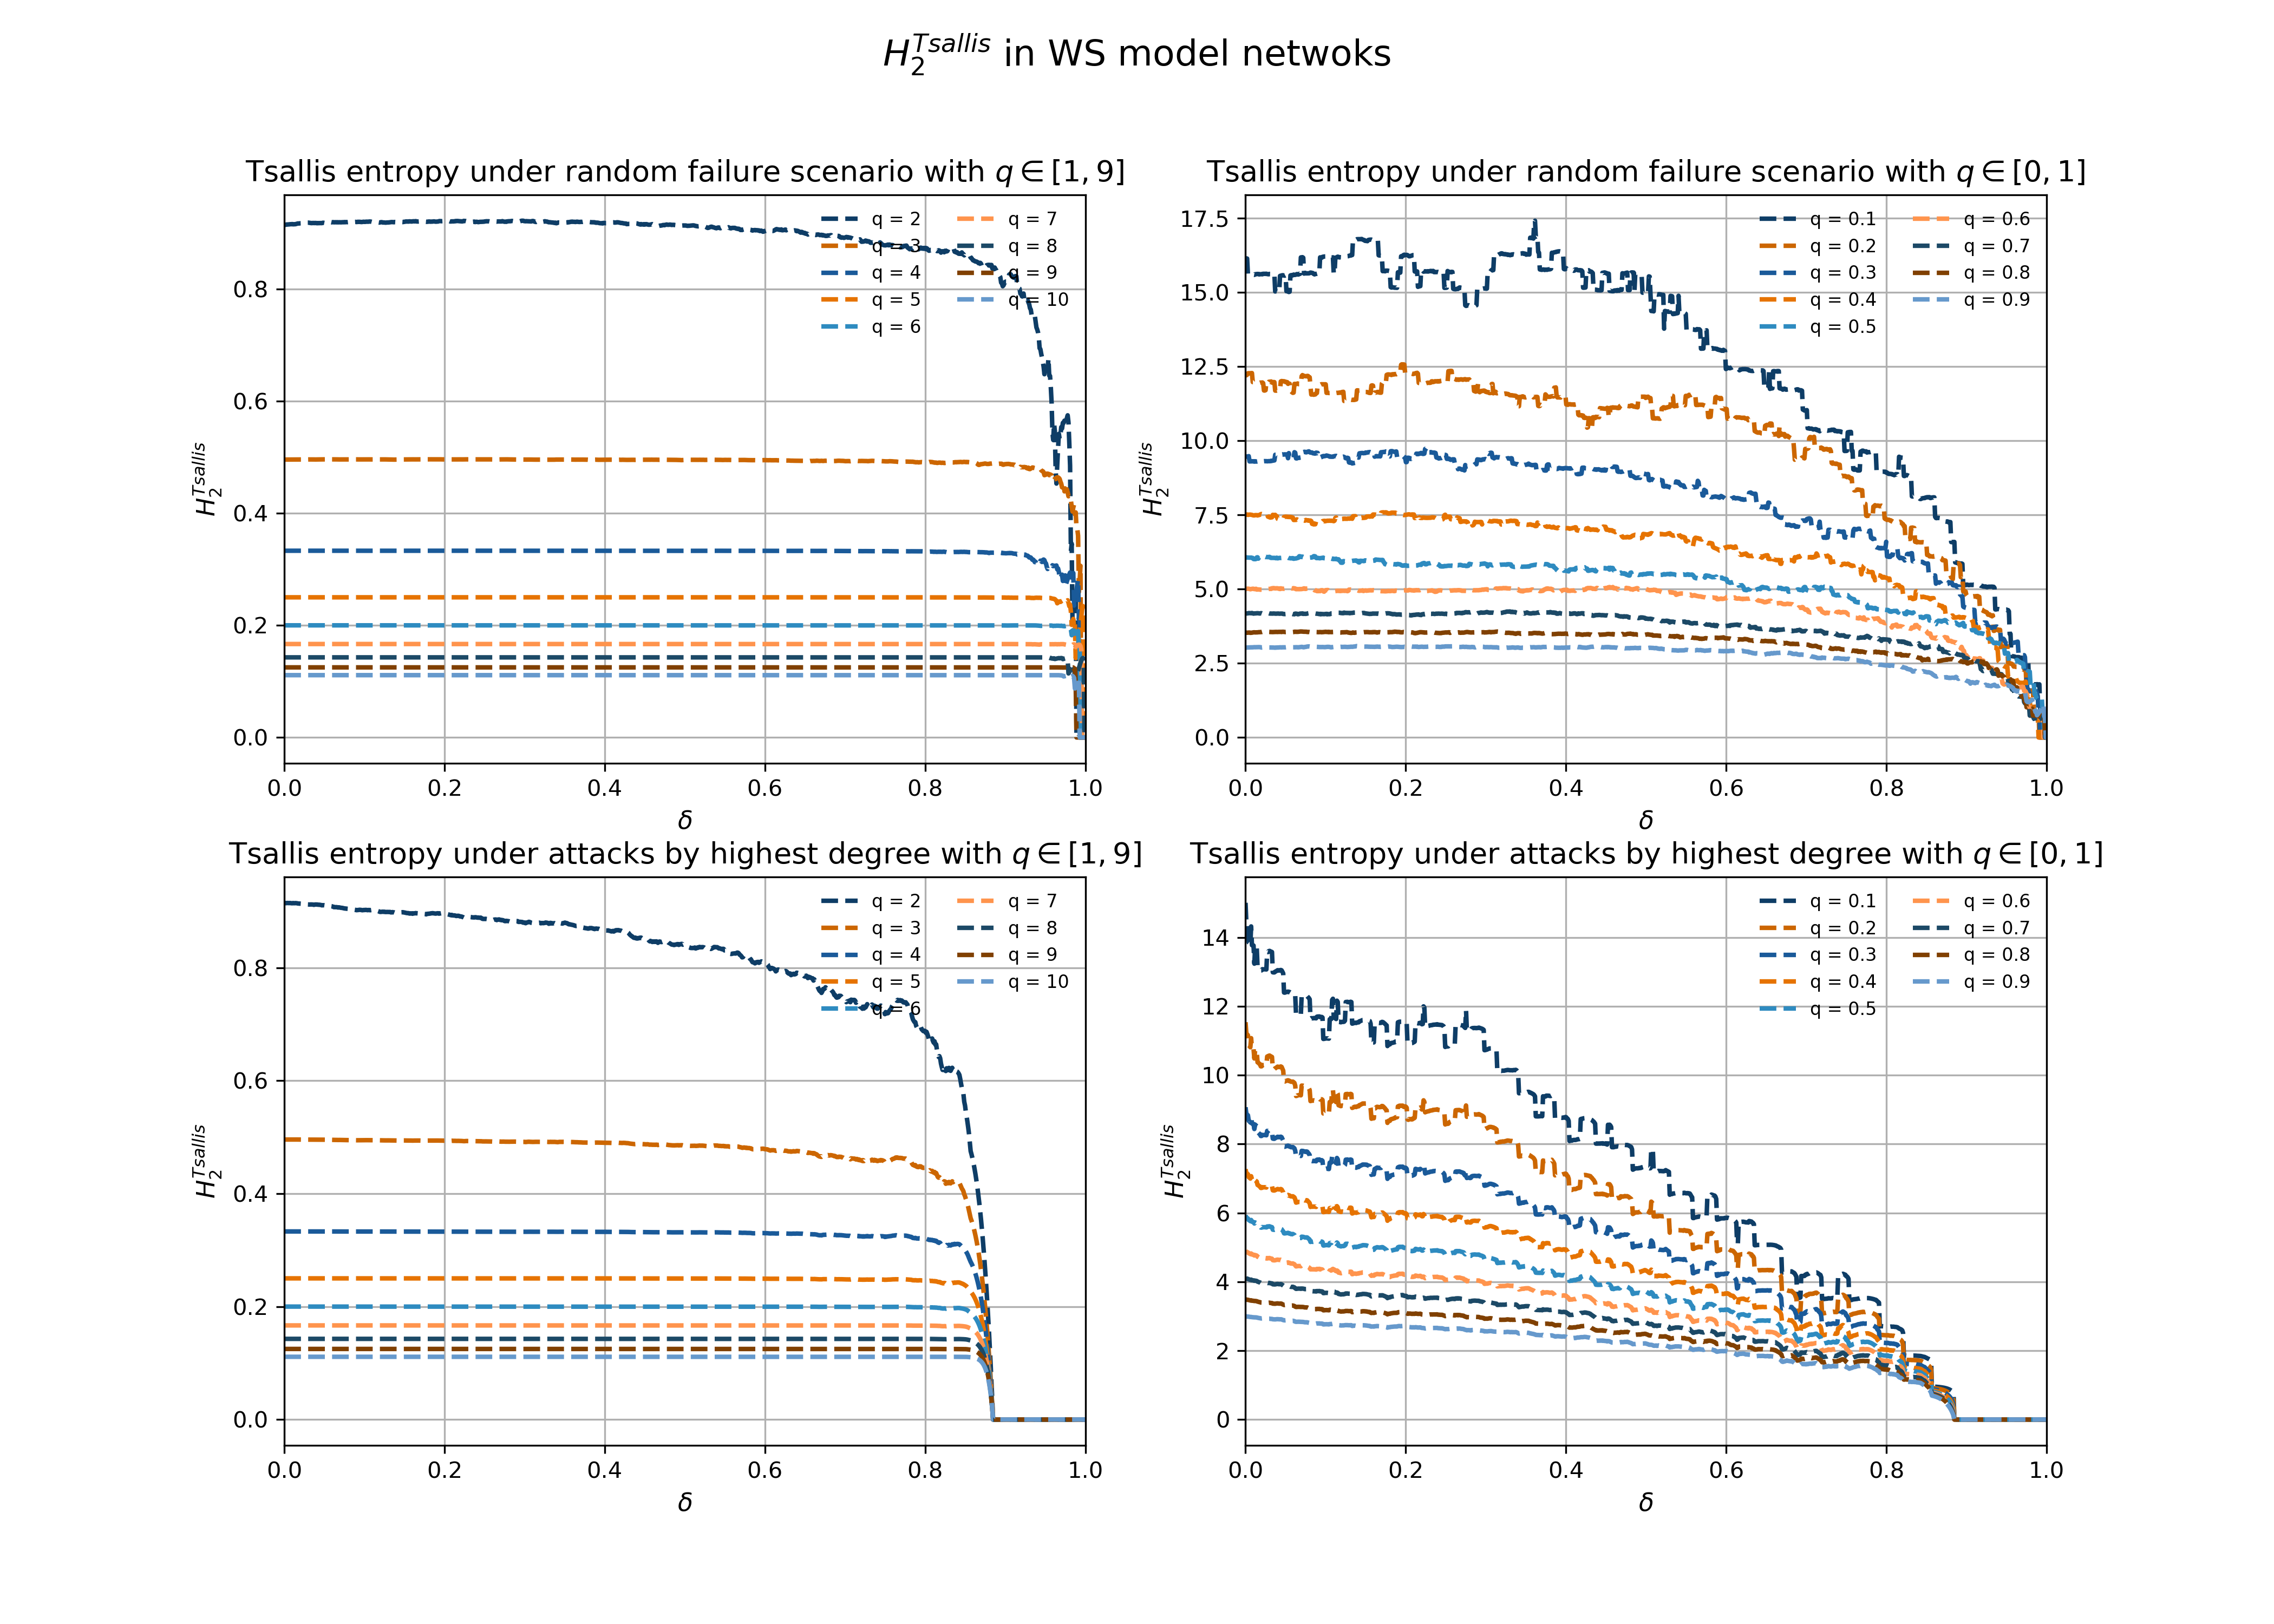 H_2^{Tsallis} in WS model netwoks
Tsallis entropy under random failure scenario with q ∈ [1, 9]
q = 2
q = 3
q = 4
q = 5
q = 6
q = 7
q = 8
q = 9
q = 10
0.8
0.6
0.4
0.2
0.0
H_2^{Tsallis}
0.0 0.2 0.4 0.6 0.8 1.0
δ
Tsallis entropy under random failure scenario with q ∈ [0, 1]
q = 0.1
q = 0.2
q = 0.3
q = 0.4
q = 0.5
q = 0.6
q = 0.7
q = 0.8
q = 0.9
17.5
15.0
12.5
10.0
7.5
5.0
2.5
0.0
H_2^{Tsallis}
0.0 0.2 0.4 0.6 0.8 1.0
δ
Tsallis entropy under attacks by highest degree with q ∈ [1, 9]
q = 2
q = 3
q = 4
q = 5
q = 6
q = 7
q = 8
q = 9
q = 10
0.8
0.6
0.4
0.2
0.0
H_2^{Tsallis}
0.0 0.2 0.4 0.6 0.8 1.0
δ
Tsallis entropy under attacks by highest degree with q ∈ [0, 1]
q = 0.1
q = 0.2
q = 0.3
q = 0.4
q = 0.5
q = 0.6
q = 0.7
q = 0.8
q = 0.9
14
12
10
8
6
4
2
0
H_2^{Tsallis}
0.0 0.2 0.4 0.6 0.8 1.0
δ